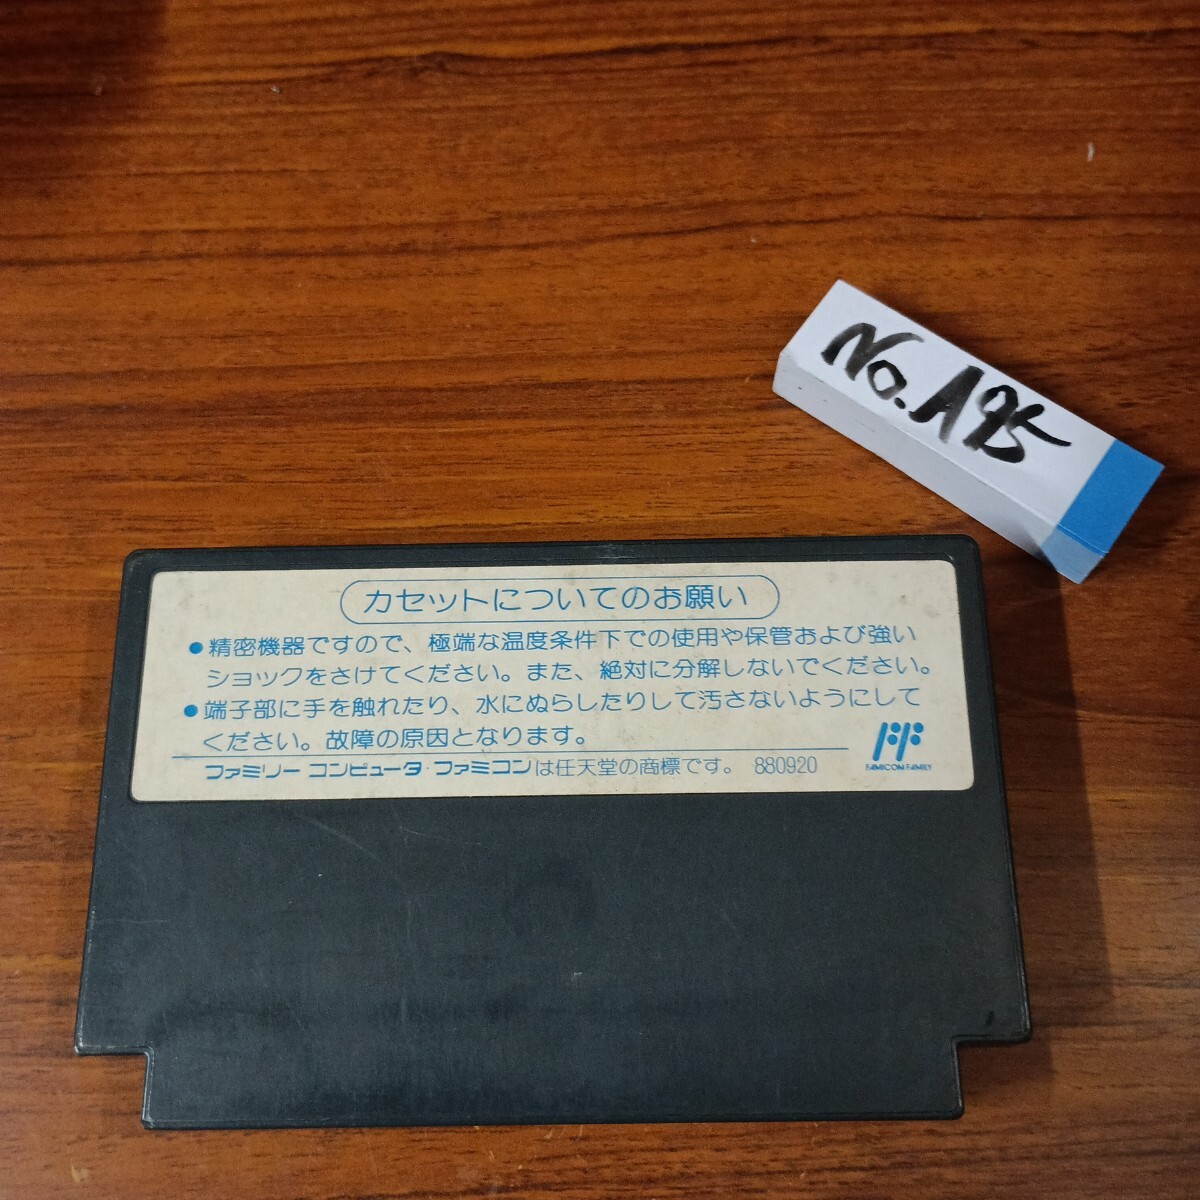 No.A95
カセットについてのお願い
●精密機器ですので、極端な温度条件下での使用や保管および強い
ショックをさけてください。また、絶対に分解しないでください。
●端子部に手を触れたり、水にぬらしたりして汚さないようにして
ください。故障の原因となります。
ファミリー コンピュータ・ファミコンは任天堂の商標です。 880920
FF
FAMICOM FAMILY